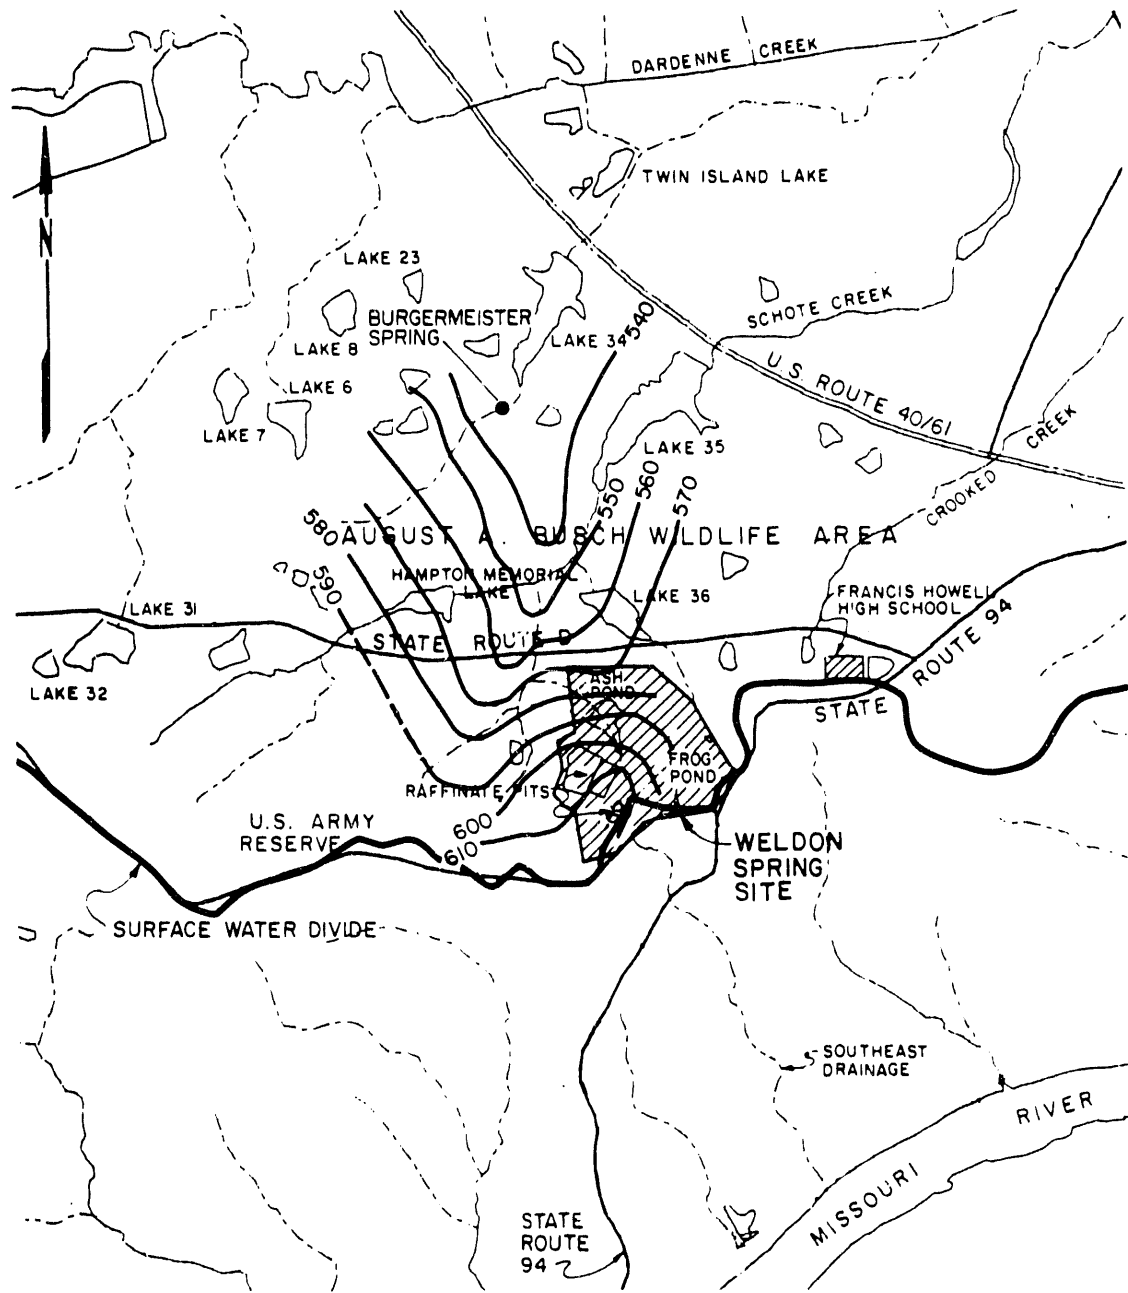 DARDENNE CREEK
TWIN ISLAND LAKE
N
LAKE 23
SCHOTE CREEK
BURGERMEISTER
SPRING
540
LAKE 34
LAKE 8
U.S. ROUTE 40/61
LAKE 6
LAKE 7
CROOKED CREEK
LAKE 35
550
560
570
580
AUGUST A. BUSCH WILDLIFE AREA
590
HAMPTON MEMORIAL
LAKE
LAKE 36
FRANCIS HOWELL
HIGH SCHOOL
LAKE 31
STATE ROUTE D
STATE ROUTE 94
LAKE 32
ASH
POND
FROG
POND
RAFFINATE PITS
U.S. ARMY
RESERVE
600
610
WELDON
SPRING
SITE
SURFACE WATER DIVIDE
SOUTHEAST
DRAINAGE
MISSOURI RIVER
STATE
ROUTE
94